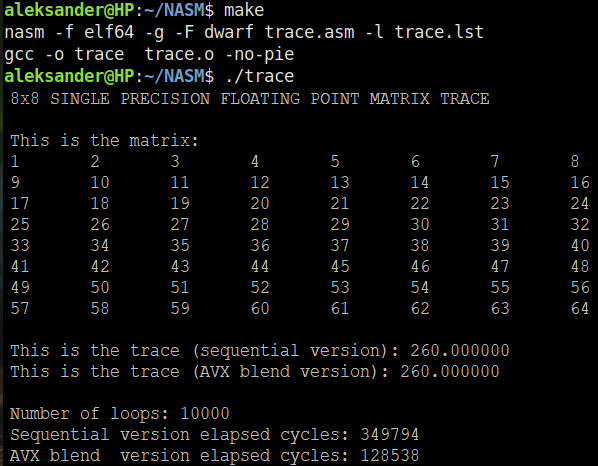 aleksander@HP:~/NASM$ make
nasm -f elf64 -g -F dwarf trace.asm -l trace.lst
gcc -o trace  trace.o -no-pie
aleksander@HP:~/NASM$ ./trace
8x8 SINGLE PRECISION FLOATING POINT MATRIX TRACE
This is the matrix:
1 2 3 4 5 6 7 8
9 10 11 12 13 14 15 16
17 18 19 20 21 22 23 24
25 26 27 28 29 30 31 32
33 34 35 36 37 38 39 40
41 42 43 44 45 46 47 48
49 50 51 52 53 54 55 56
57 58 59 60 61 62 63 64
This is the trace (sequential version): 260.000000
This is the trace (AVX blend version): 260.000000
Number of loops: 10000
Sequential version elapsed cycles: 349794
AVX blend  version elapsed cycles: 128538